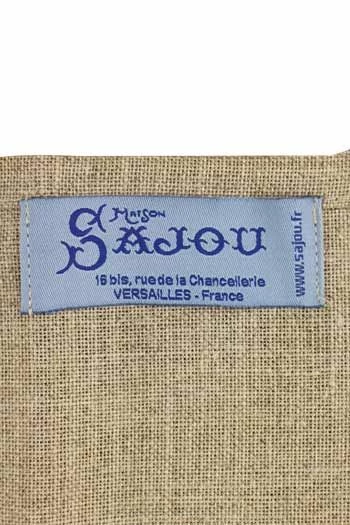 MAISON
SAJOU
16 bis, rue de la Chancellerie
VERSAILLES - France
www.sajou.fr